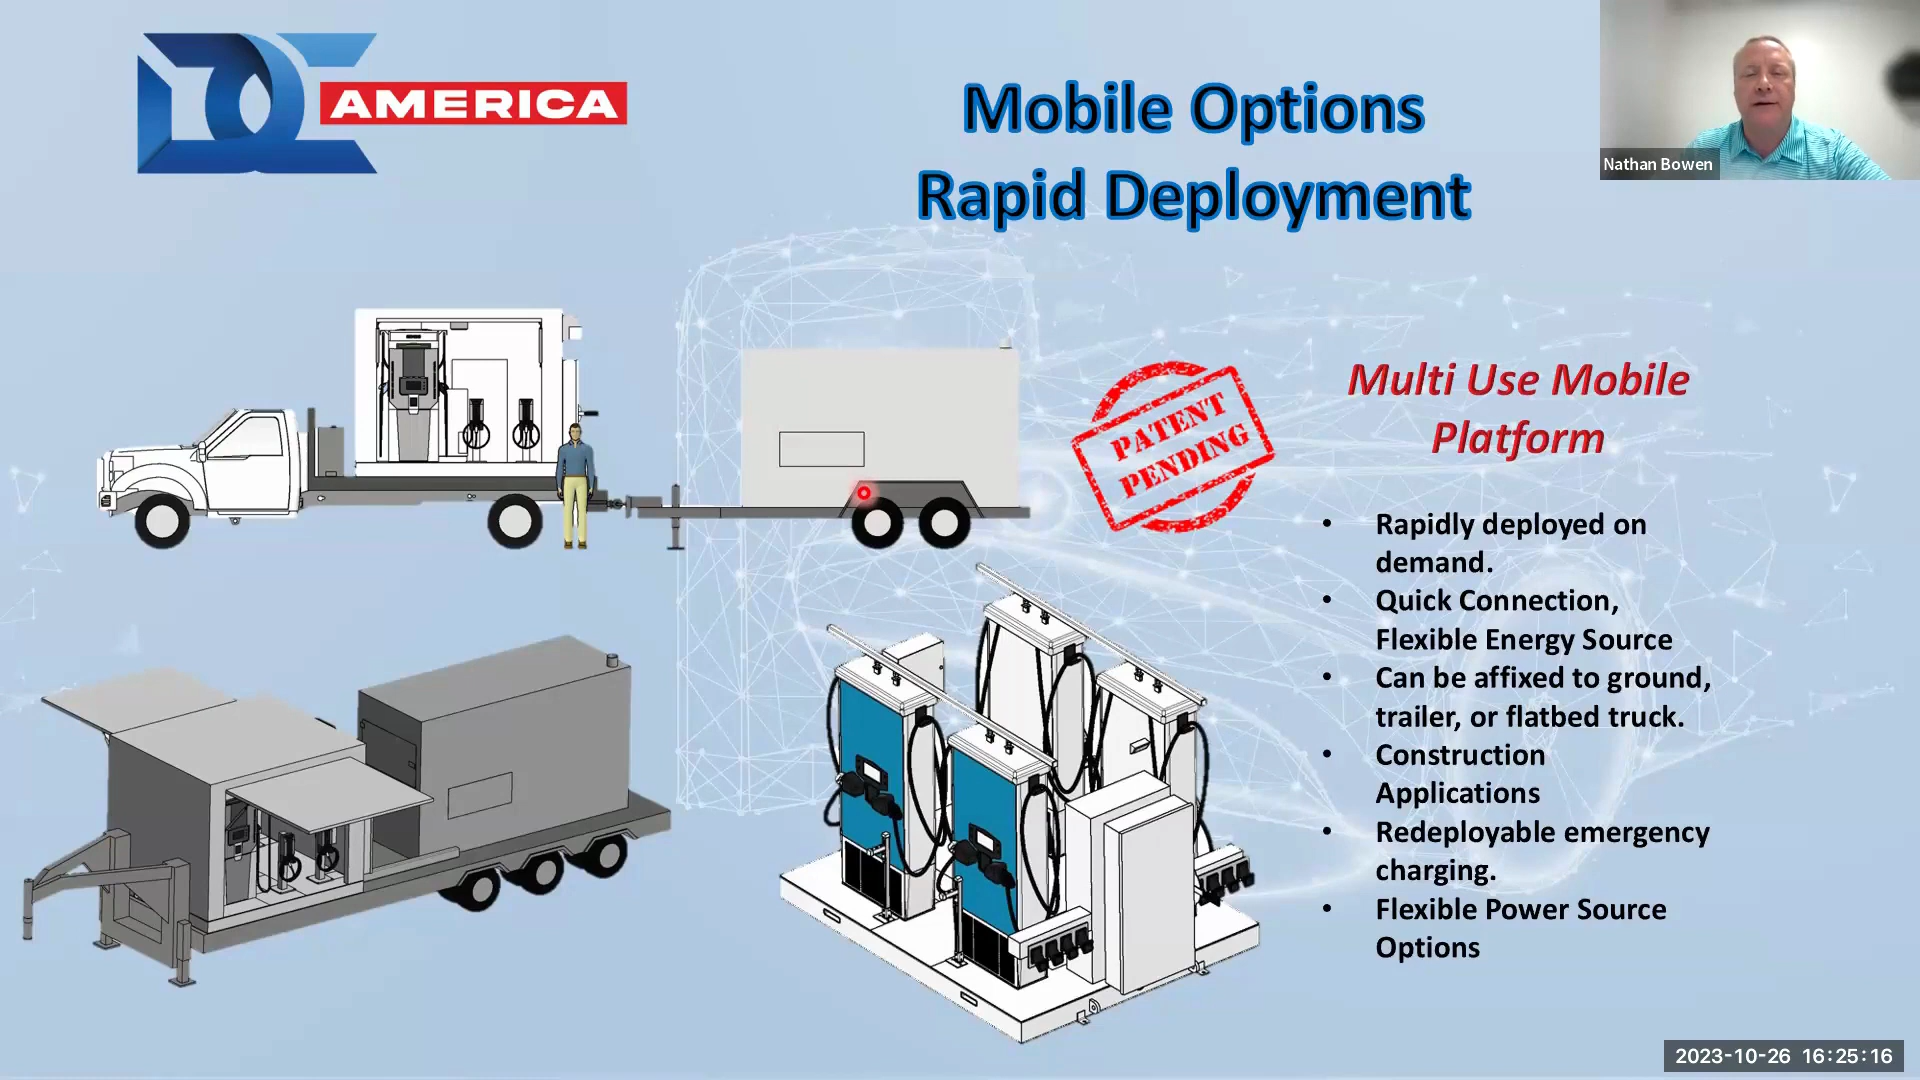 DC AMERICA
Mobile Options
Rapid Deployment
Nathan Bowen
PATENT
PENDING
Multi Use Mobile
Platform
• Rapidly deployed on
demand.
• Quick Connection,
Flexible Energy Source
• Can be affixed to ground,
trailer, or flatbed truck.
• Construction
Applications
• Redeployable emergency
charging.
• Flexible Power Source
Options
2023-10-26 16:25:16